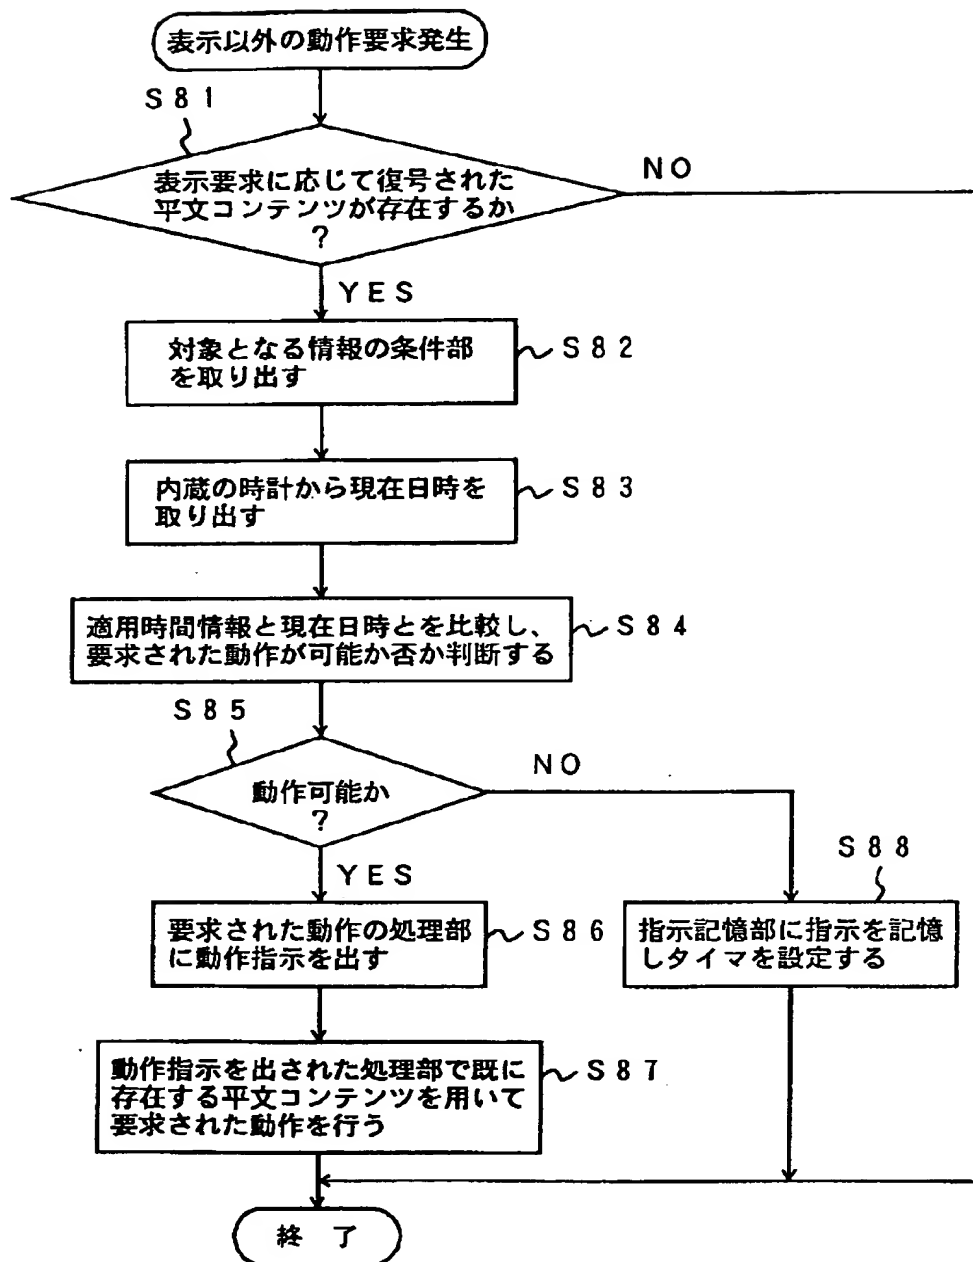 表示以外の動作要求発生
S81
表示要求に応じて復号された
平文コンテンツが存在するか
?
NO
YES
対象となる情報の条件部
を取り出す
S82
内蔵の時計から現在日時を
取り出す
S83
適用時間情報と現在日時とを比較し、
要求された動作が可能か否か判断する
S84
S85
動作可能か
?
NO
YES
要求された動作の処理部
に動作指示を出す
S86
S88
指示記憶部に指示を記憶
しタイマを設定する
動作指示を出された処理部で既に
存在する平文コンテンツを用いて
要求された動作を行う
S87
終 了